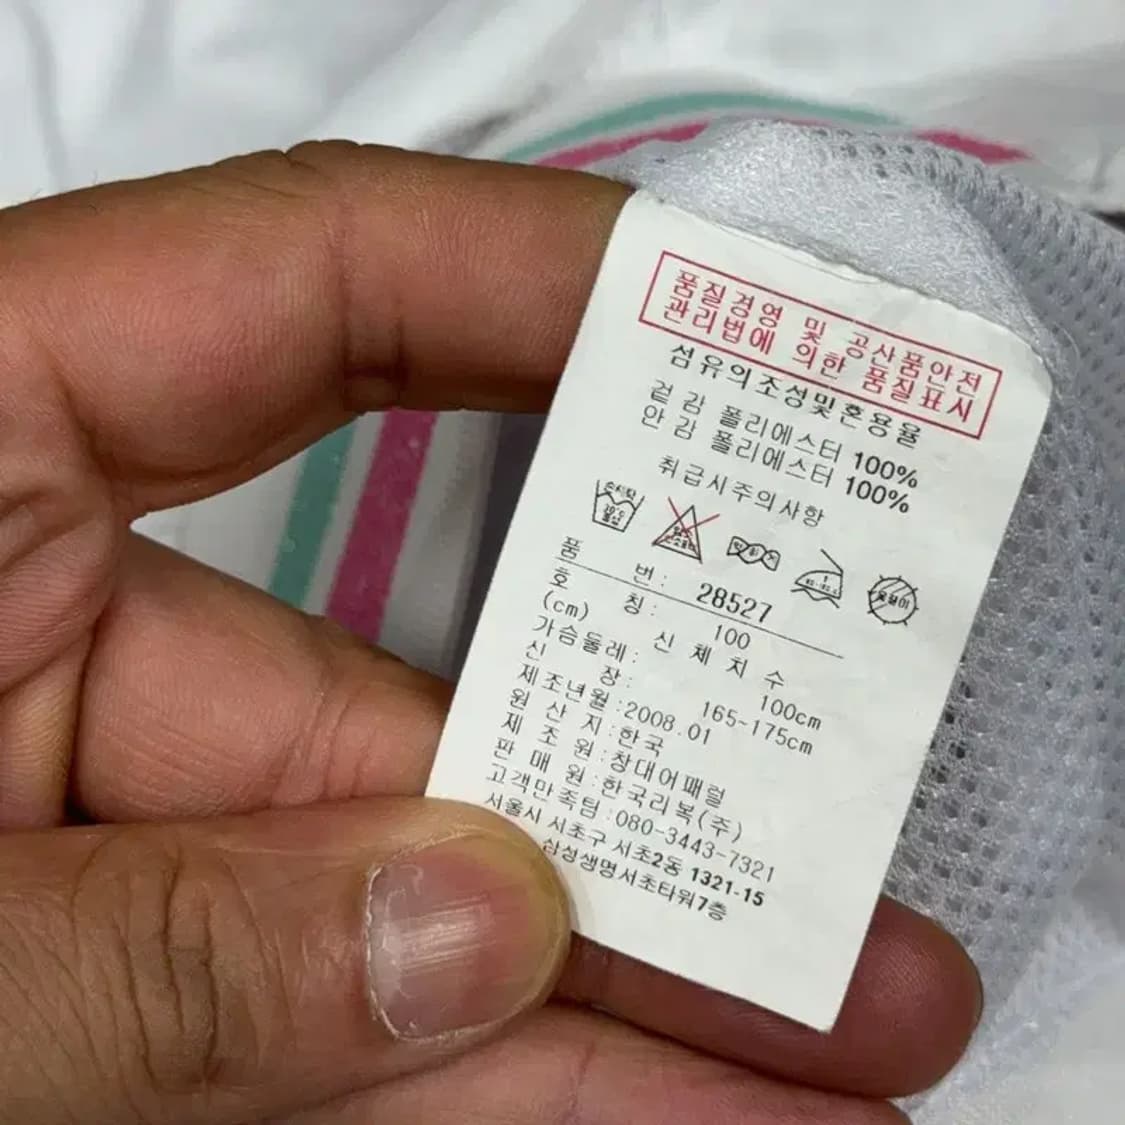 품질경영 및 공산품안전
관리법에 의한 품질표시
섬유의조성및혼용율
겉 감 폴리에스터 100%
안 감 폴리에스터 100%
취급시주의사항
손세탁
30℃
중성
품 번: 28527
호 칭: 100
(cm) 신 체 치 수
가슴둘레: 100cm
신 장: 165-175cm
제조년월:2008.01
원 산 지:한국
제 조 원:창대어패럴
판 매 원:한국리복(주)
고객만족팀:080-3443-7321
서울시 서초구 서초2동 1321-15
삼성생명서초타워7층